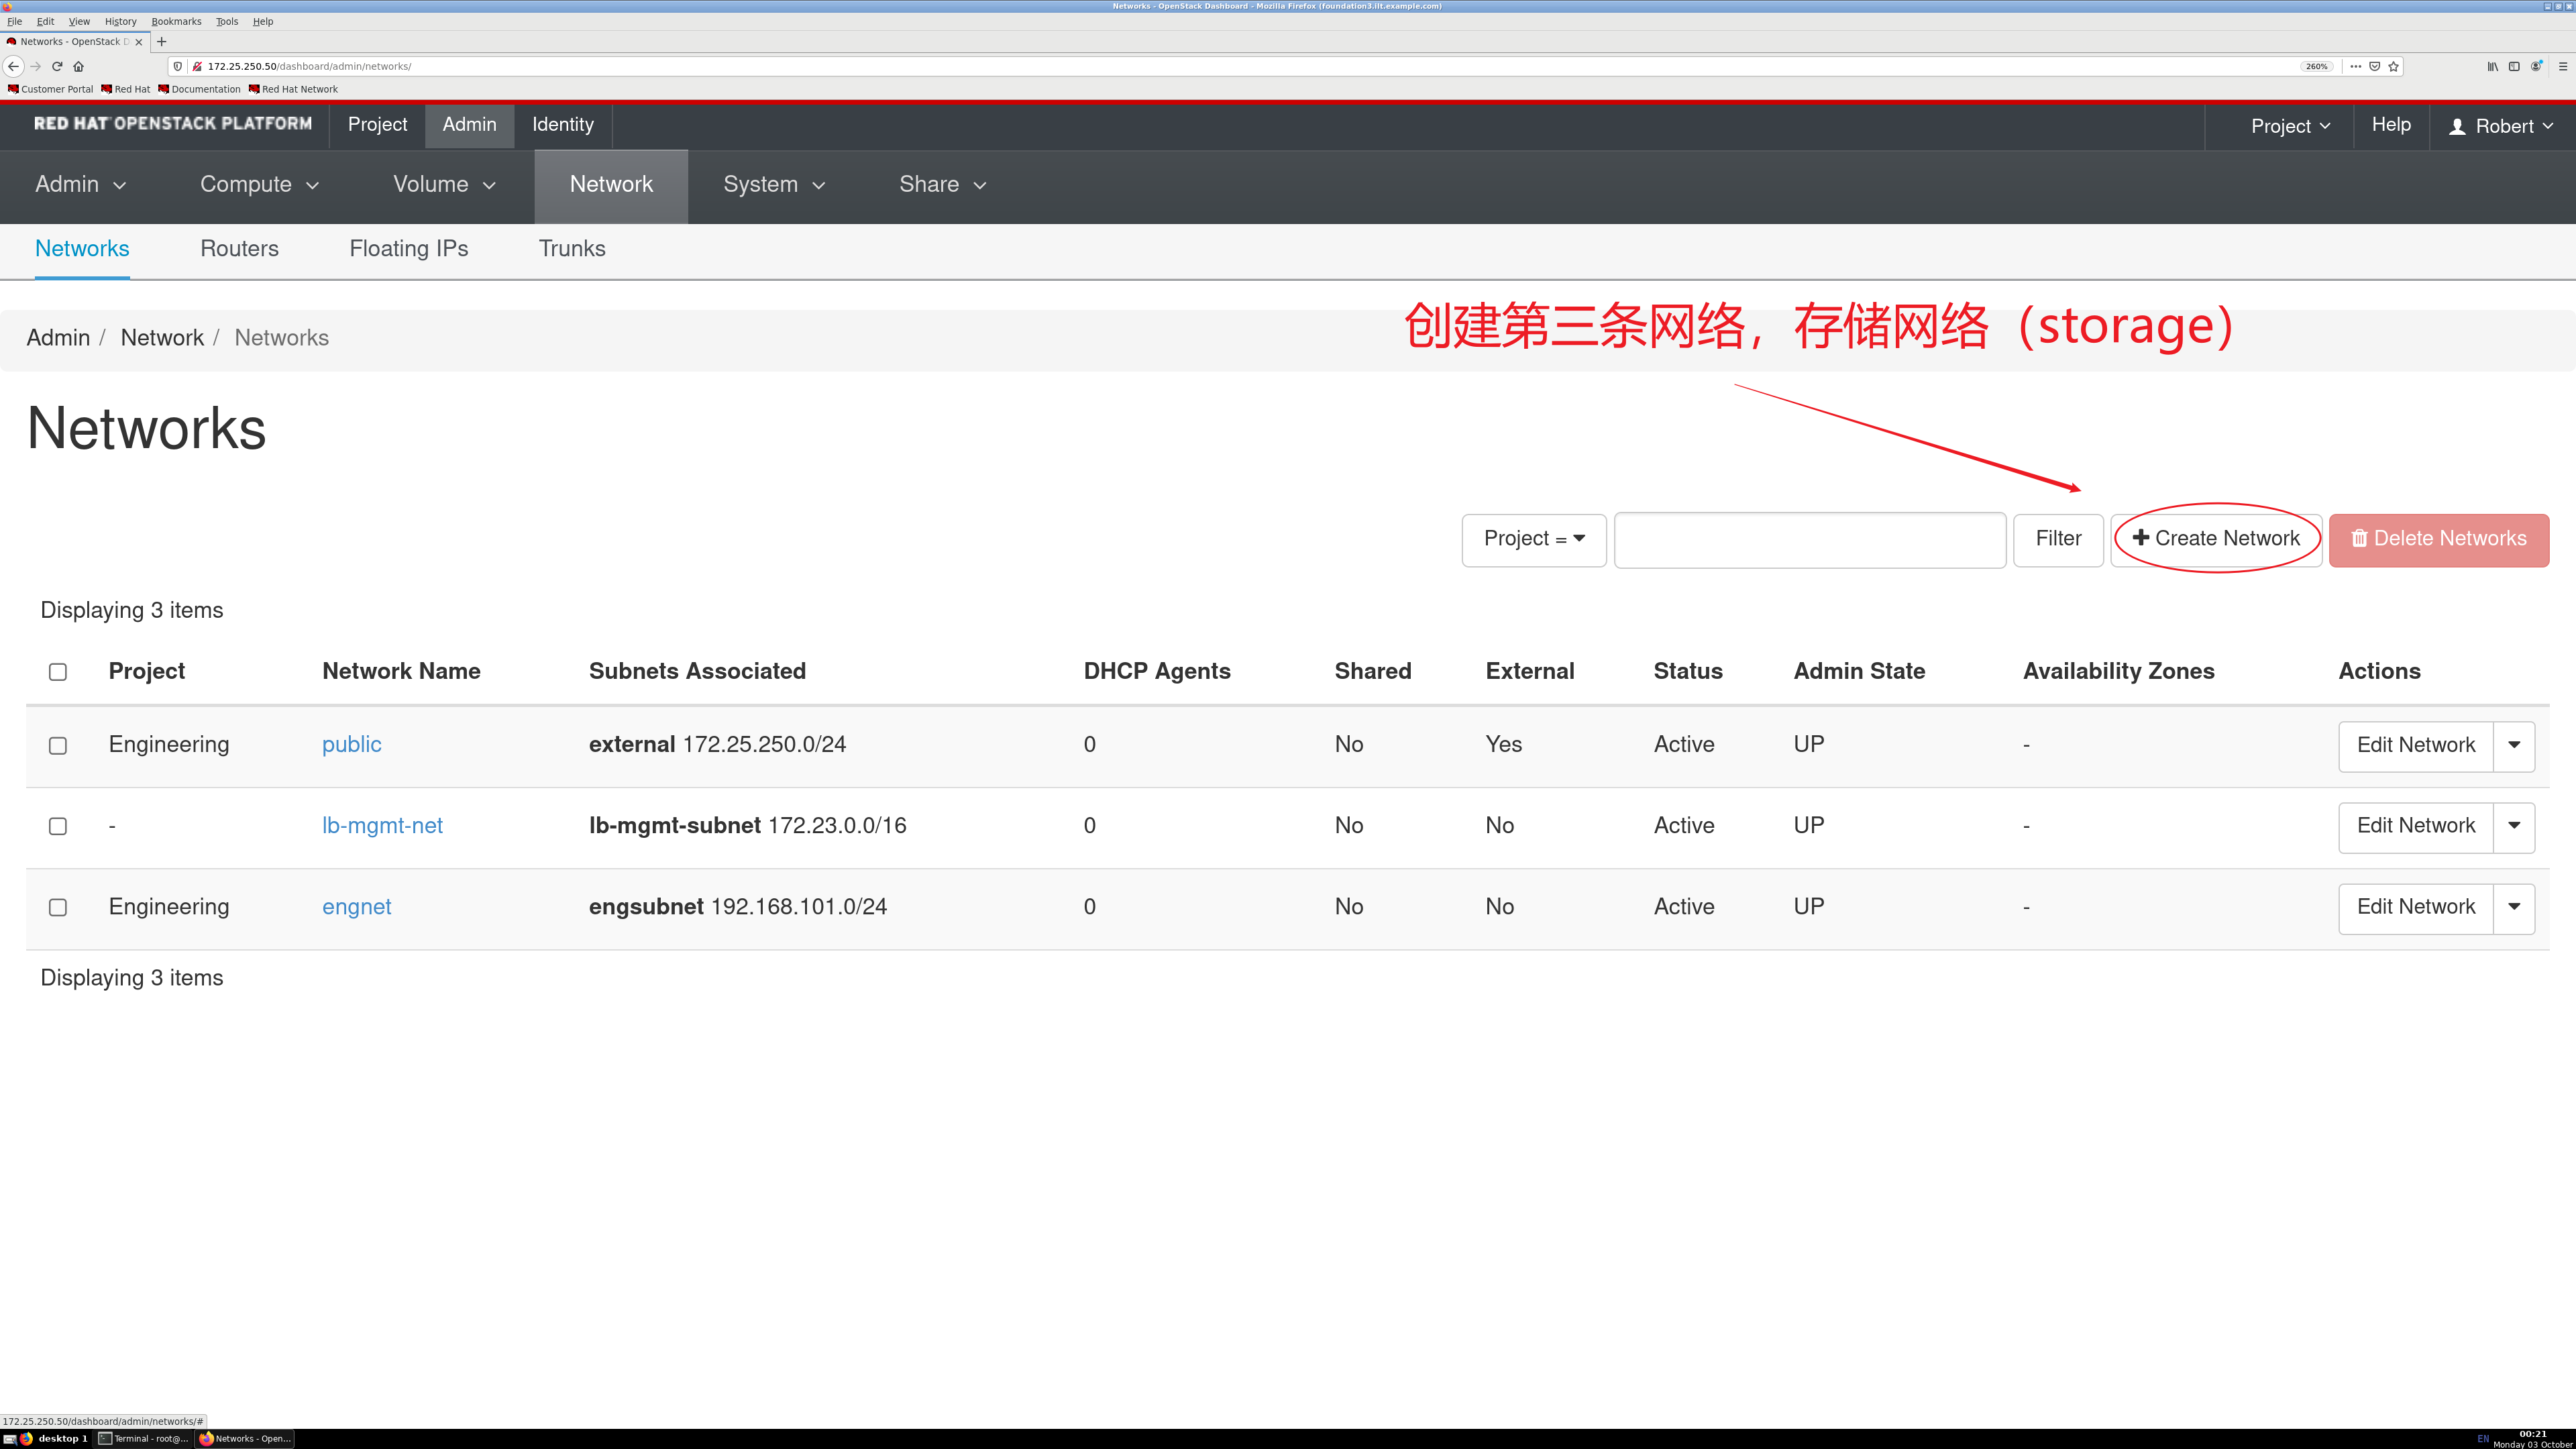 Networks - OpenStack Dashboard - Mozilla Firefox (foundation3.ilt.example.com)
File Edit View History Bookmarks Tools Help
Networks - OpenStack D
172.25.250.50/dashboard/admin/networks/ 260%
Customer Portal Red Hat Documentation Red Hat Network
RED HAT OPENSTACK PLATFORM Project Admin Identity Project Help Robert
Admin Compute Volume Network System Share
Networks Routers Floating IPs Trunks
创建第三条网络，存储网络（storage）
Admin / Network / Networks
Networks
Project = Filter Create Network Delete Networks
Displaying 3 items
Project Network Name Subnets Associated DHCP Agents Shared External Status Admin State Availability Zones Actions
Engineering public external 172.25.250.0/24 0 No Yes Active UP - Edit Network
- lb-mgmt-net lb-mgmt-subnet 172.23.0.0/16 0 No No Active UP - Edit Network
Engineering engnet engsubnet 192.168.101.0/24 0 No No Active UP - Edit Network
Displaying 3 items
172.25.250.50/dashboard/admin/networks/#
desktop 1 Terminal - root@... Networks - Open... EN 00:21
Monday 03 October